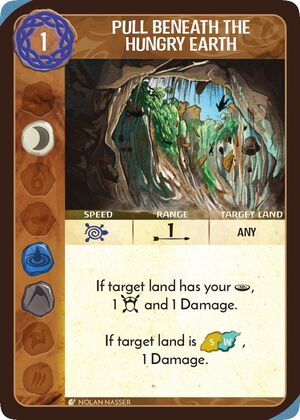 1
PULL BENEATH THE
HUNGRY EARTH
SPEED RANGE TARGET LAND
1 ANY
If target land has your ,
1 and 1 Damage.
If target land is S W ,
1 Damage.
NOLAN NASSER